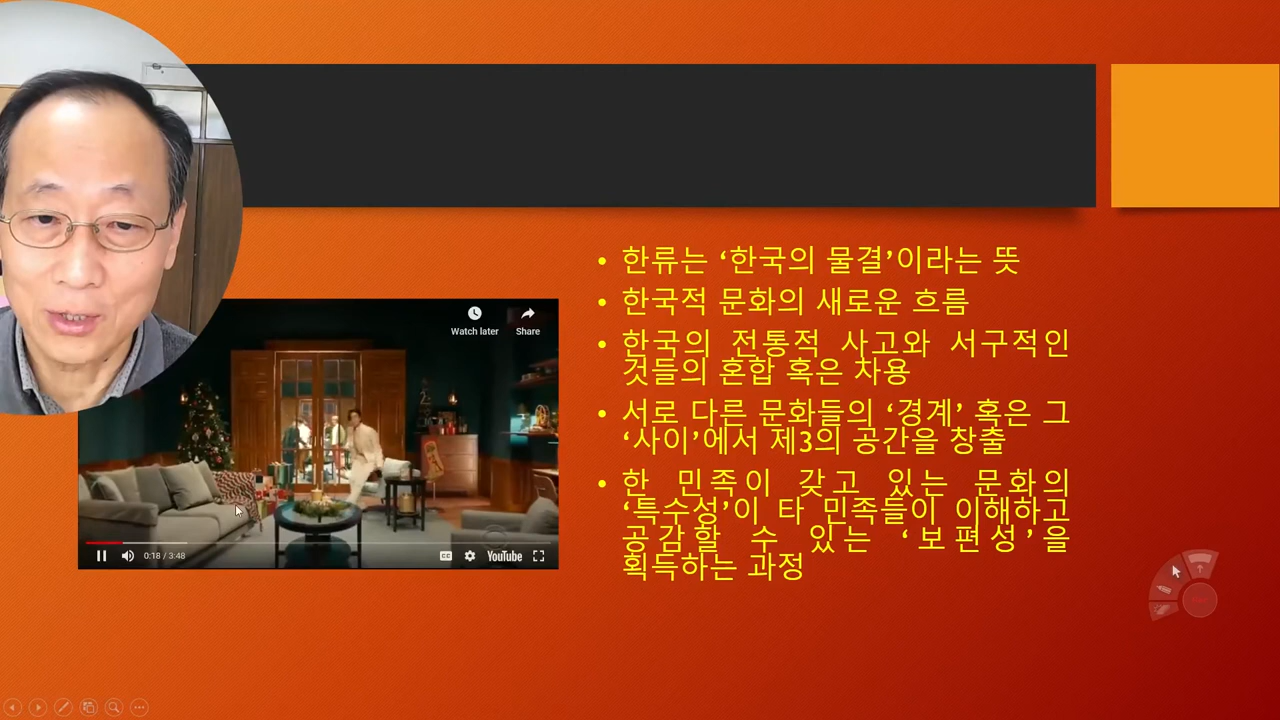 Watch later
Share
0:18 / 3:48
CC
YouTube
• 한류는 ‘한국의 물결’이라는 뜻
• 한국적 문화의 새로운 흐름
• 한국의 전통적 사고와 서구적인
것들의 혼합 혹은 차용
• 서로 다른 문화들의 ‘경계’ 혹은 그
‘사이’에서 제3의 공간을 창출
• 한 민족이 갖고 있는 문화의
‘특수성’이 타 민족들이 이해하고
공감할 수 있는 ‘보편성’을
획득하는 과정